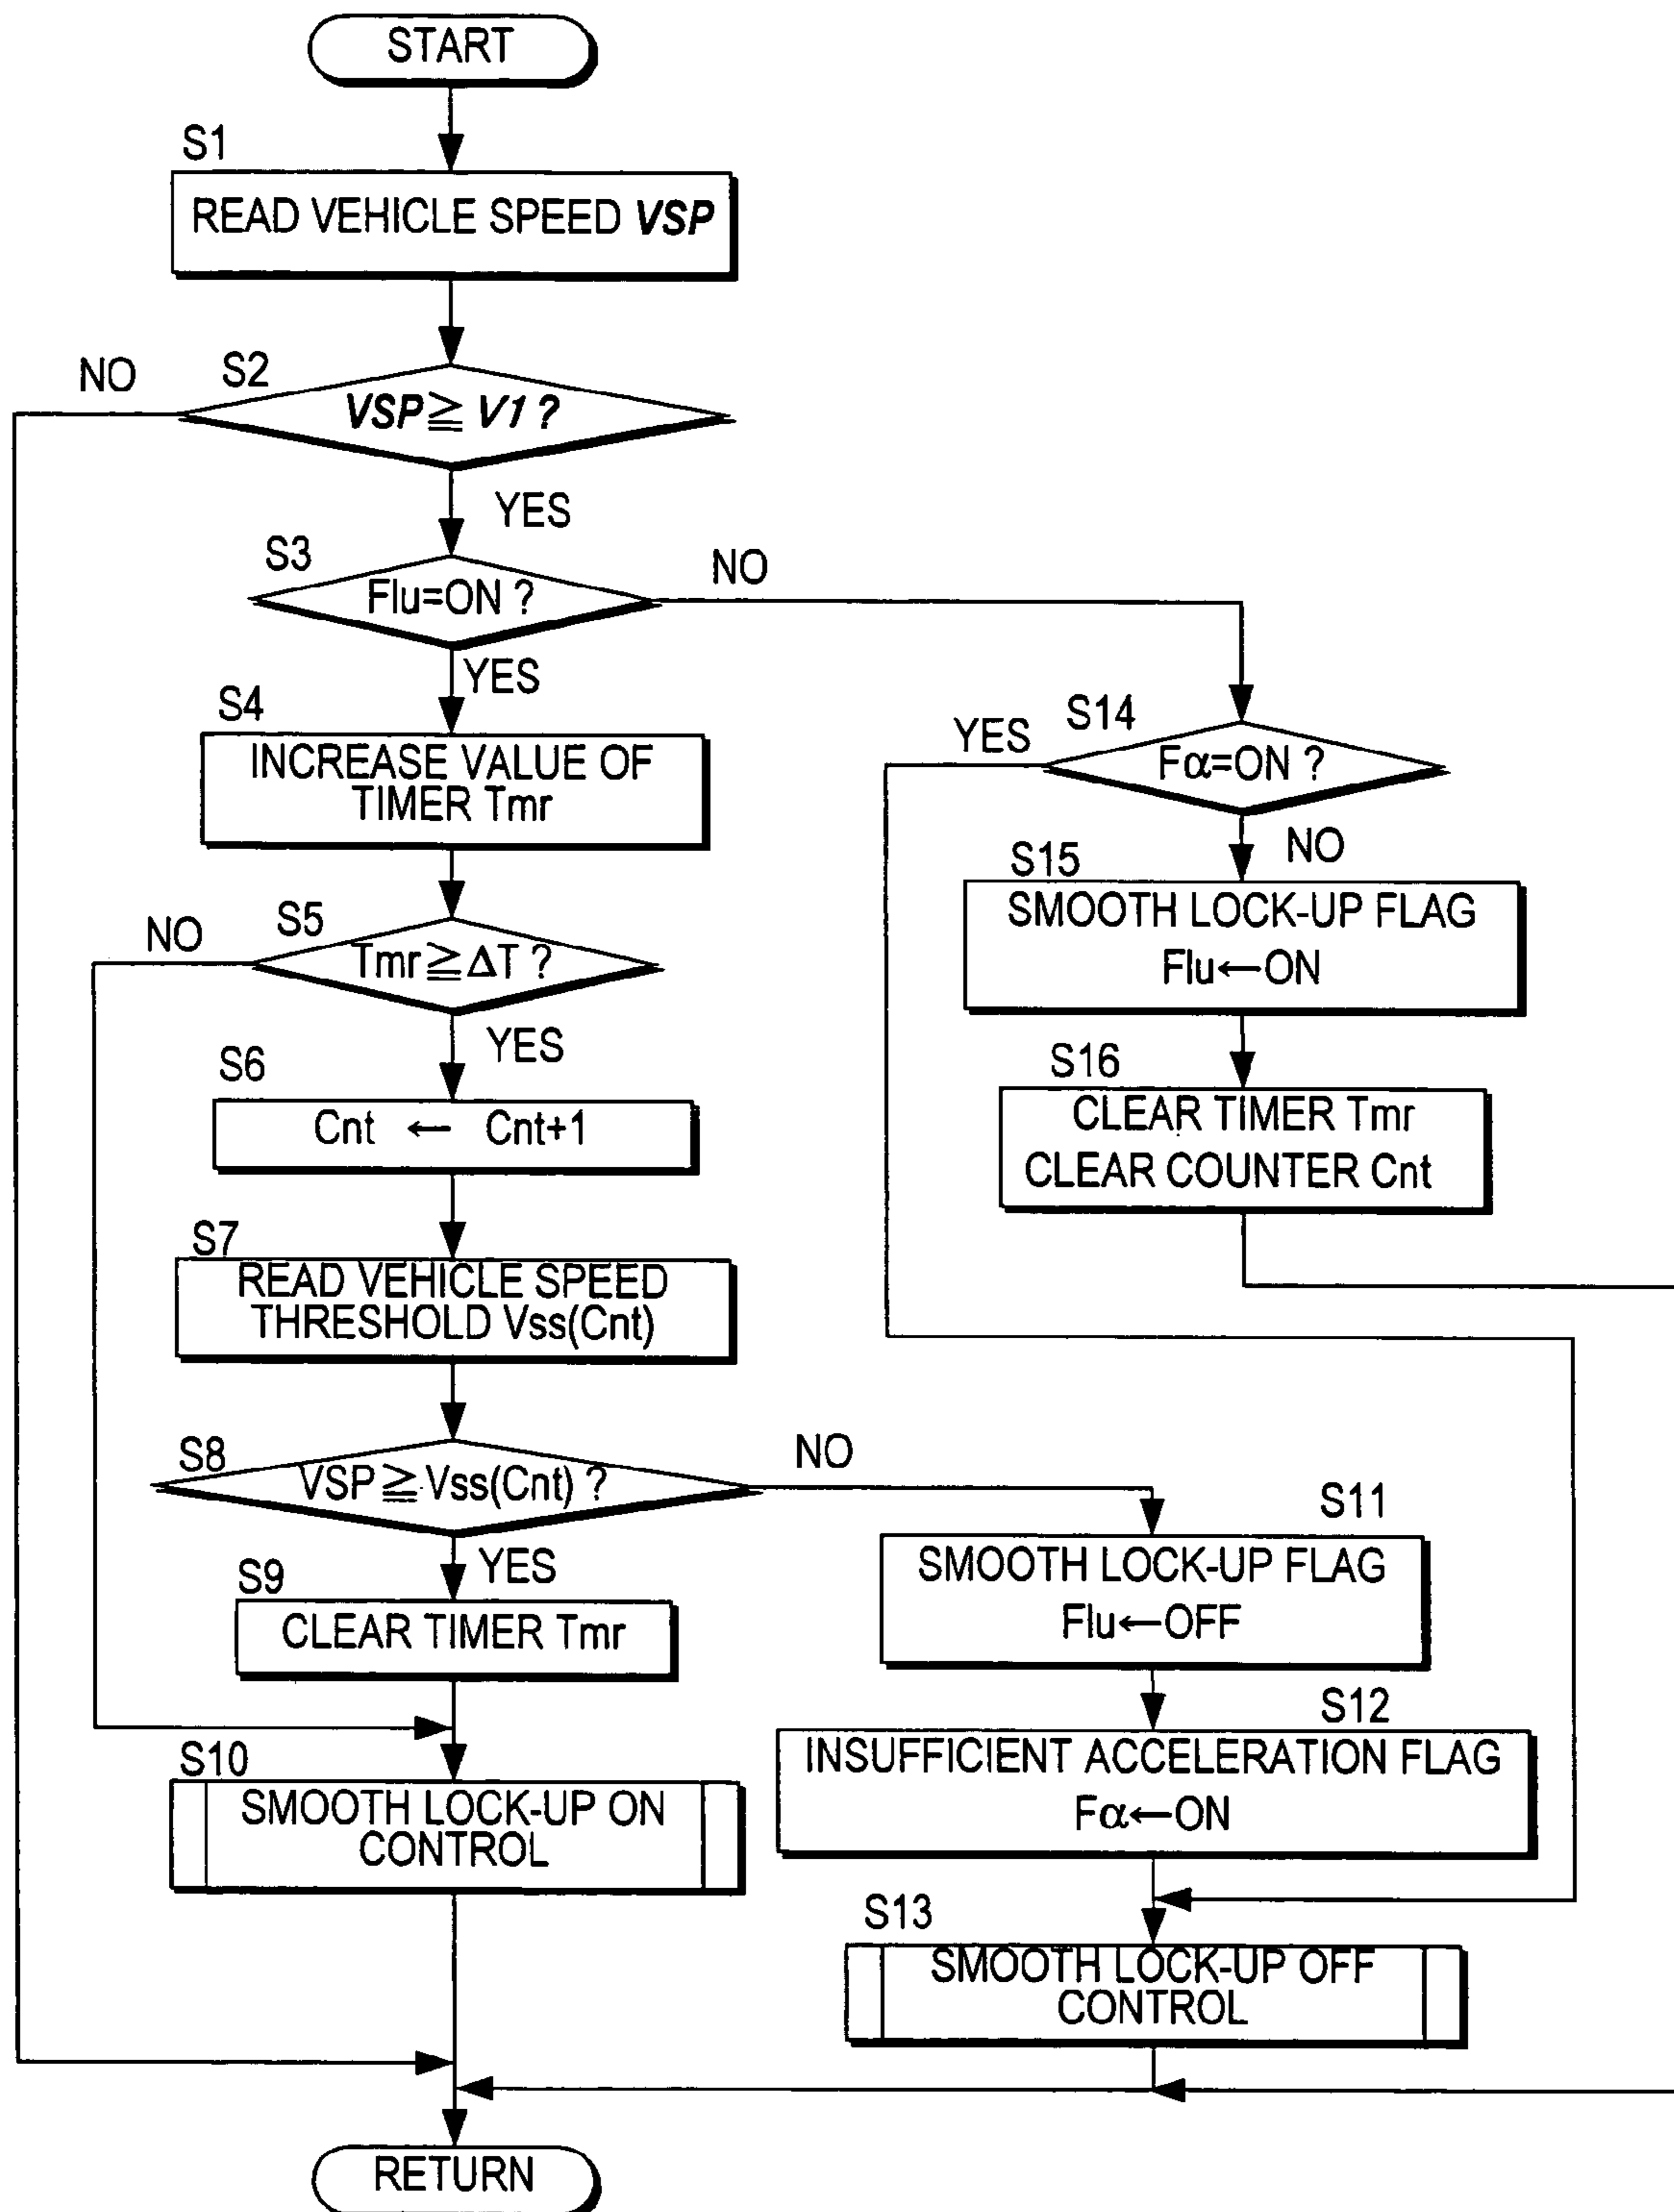 START
S1
READ VEHICLE SPEED VSP
S2
NO
VSP≧ V1 ?
YES
S3
NO
Flu=ON ?
YES
S4
INCREASE VALUE OF
TIMER Tmr
S14
YES
Fα=ON ?
NO
S15
SMOOTH LOCK-UP FLAG
Flu←ON
S5
NO
Tmr≧ΔT ?
YES
S6
Cnt ← Cnt+1
S16
CLEAR TIMER Tmr
CLEAR COUNTER Cnt
S7
READ VEHICLE SPEED
THRESHOLD Vss(Cnt)
S8
NO
VSP≧Vss(Cnt) ?
YES
S9
CLEAR TIMER Tmr
S11
SMOOTH LOCK-UP FLAG
Flu←OFF
S12
INSUFFICIENT ACCELERATION FLAG
Fα←ON
S10
SMOOTH LOCK-UP ON
CONTROL
S13
SMOOTH LOCK-UP OFF
CONTROL
RETURN